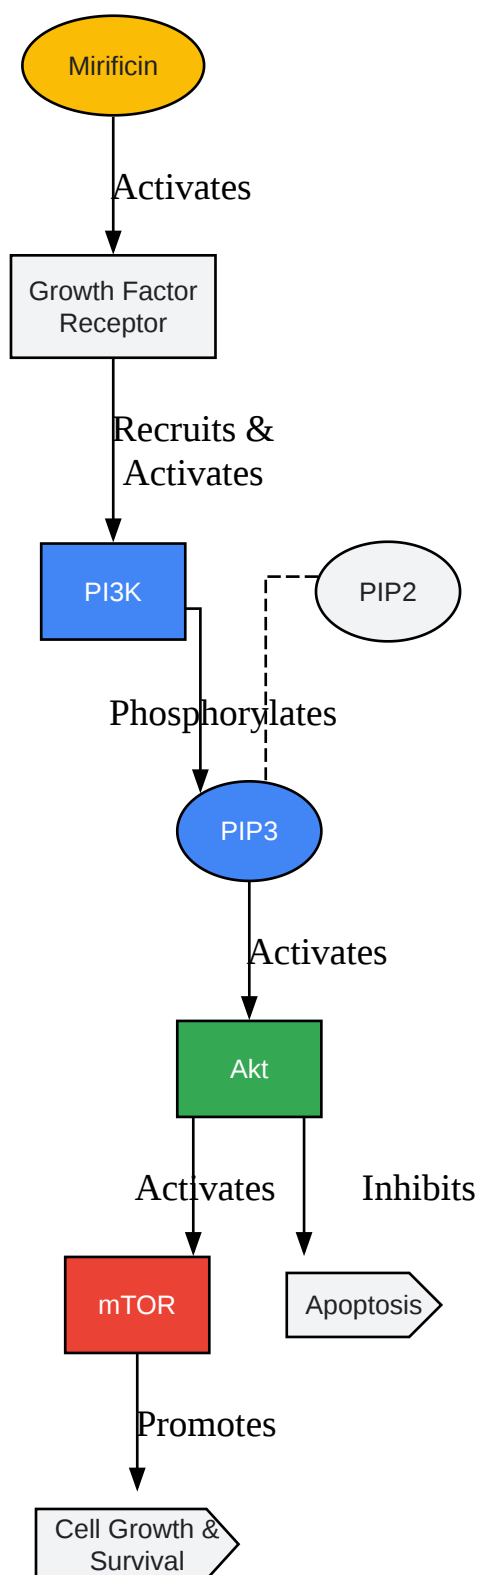 Mirificin
Activates
Growth Factor
Receptor
Recruits &
Activates
PI3K
PIP2
Phosphorylates
PIP3
Activates
Akt
Activates
Inhibits
mTOR
Apoptosis
Promotes
Cell Growth &
Survival